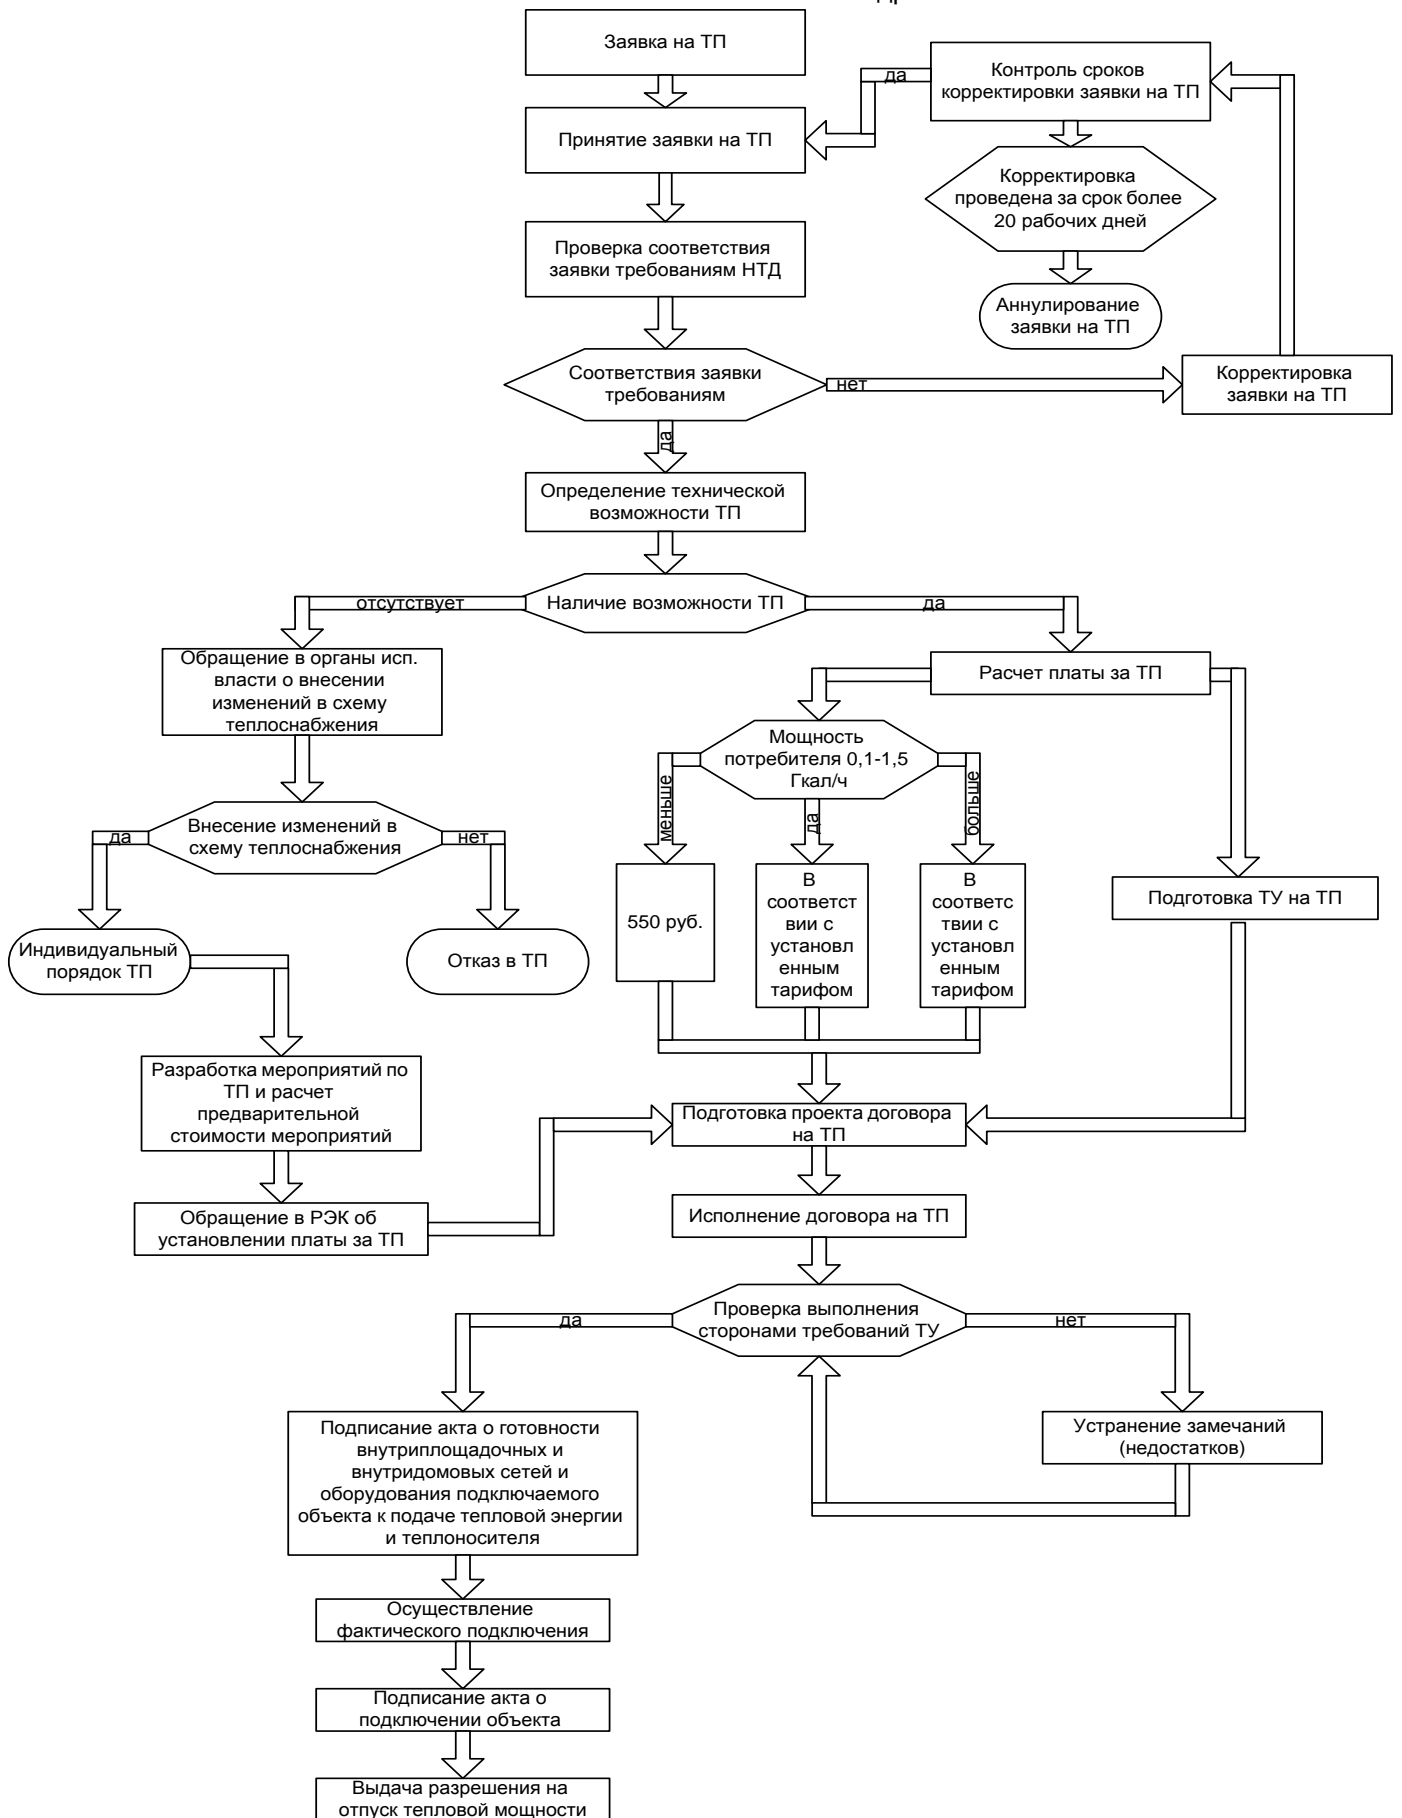 Заявка на ТП
Контроль сроков
корректировки заявки на ТП
да
Принятие заявки на ТП
Корректировка
проведена за срок более
20 рабочих дней
Проверка соответствия
заявки требованиям НТД
Аннулирование
заявки на ТП
Соответствия заявки
требованиям
нет
Корректировка
заявки на ТП
да
Определение технической
возможности ТП
отсутствует
Наличие возможности ТП
да
Обращение в органы исп.
власти о внесении
изменений в схему
теплоснабжения
Расчет платы за ТП
Мощность
потребителя 0,1-1,5
Гкал/ч
меньше
да
больше
да
Внесение изменений в
схему теплоснабжения
нет
550 руб.
В
соответст
вии с
установл
енным
тарифом
В
соответс
твии с
установл
енным
тарифом
Подготовка ТУ на ТП
Индивидуальный
порядок ТП
Отказ в ТП
Разработка мероприятий по
ТП и расчет
предварительной
стоимости мероприятий
Подготовка проекта договора
на ТП
Обращение в РЭК об
установлении платы за ТП
Исполнение договора на ТП
да
Проверка выполнения
сторонами требований ТУ
нет
Подписание акта о готовности
внутриплощадочных и
внутридомовых сетей и
оборудования подключаемого
объекта к подаче тепловой энергии
и теплоносителя
Устранение замечаний
(недостатков)
Осуществление
фактического подключения
Подписание акта о
подключении объекта
Выдача разрешения на
отпуск тепловой мощности